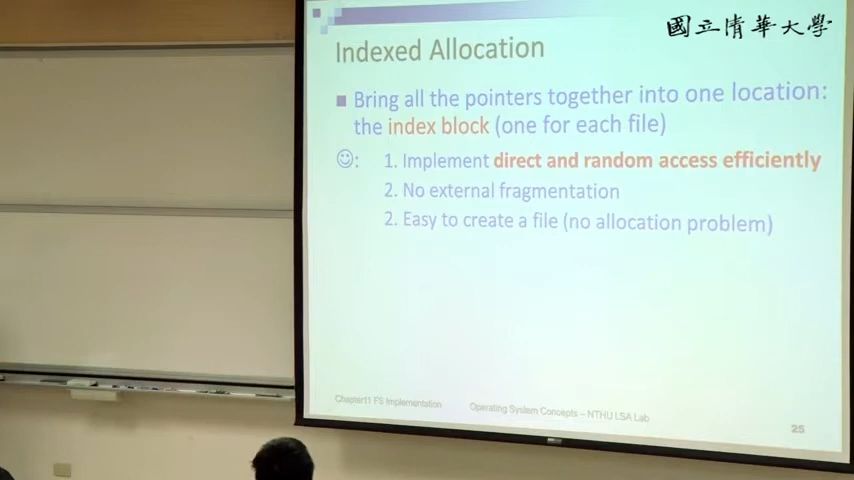 國立清華大學
Indexed Allocation
Bring all the pointers together into one location:
the index block (one for each file)
☺: 1. Implement direct and random access efficiently
2. No external fragmentation
2. Easy to create a file (no allocation problem)
Chapter11 FS Implementation Operating System Concepts – NTHU LSA Lab 25